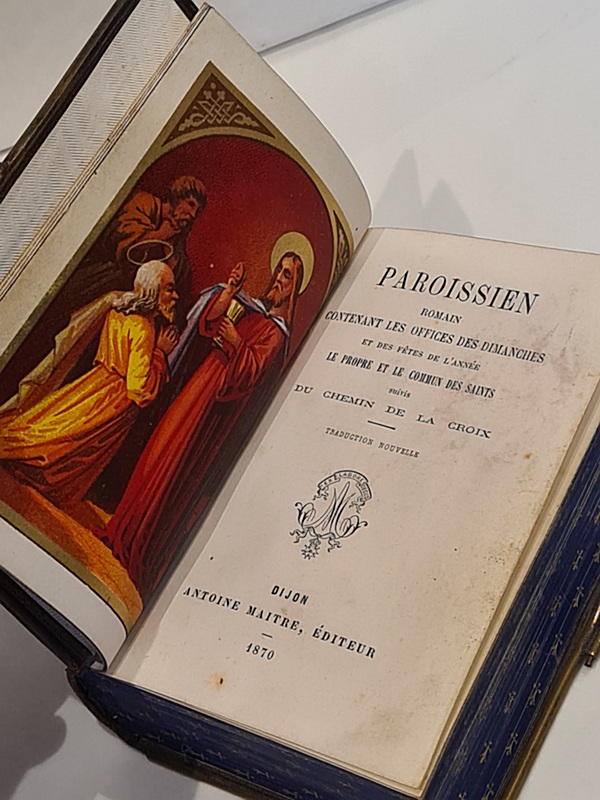 PAROISSIEN
ROMAIN
CONTENANT LES OFFICES DES DIMANCHES
ET DES FÊTES DE L'ANNÉE
LE PROPRE ET LE COMMUN DES SAINTS
suivis
DU CHEMIN DE LA CROIX
TRADUCTION NOUVELLE
M
DIJON
ANTOINE MAITRE, ÉDITEUR
1870